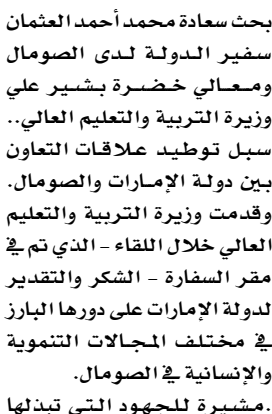 بحث سعادة محمد أحمد العثمان
سفير الدولة لدى الصومال
ومعالي خضرة بشير علي
وزيرة التربية والتعليم العالي..
سبل توطيد علاقات التعاون
بين دولة الإمارات والصومال.
وقدمت وزيرة التربية والتعليم
العالي خلال اللقاء - الذي تم في
مقر السفارة - الشكر والتقدير
لدولة الإمارات على دورها البارز
في مختلف المجالات التنموية
والإنسانية في الصومال.
.مشيرة للجهود التي تبذلها